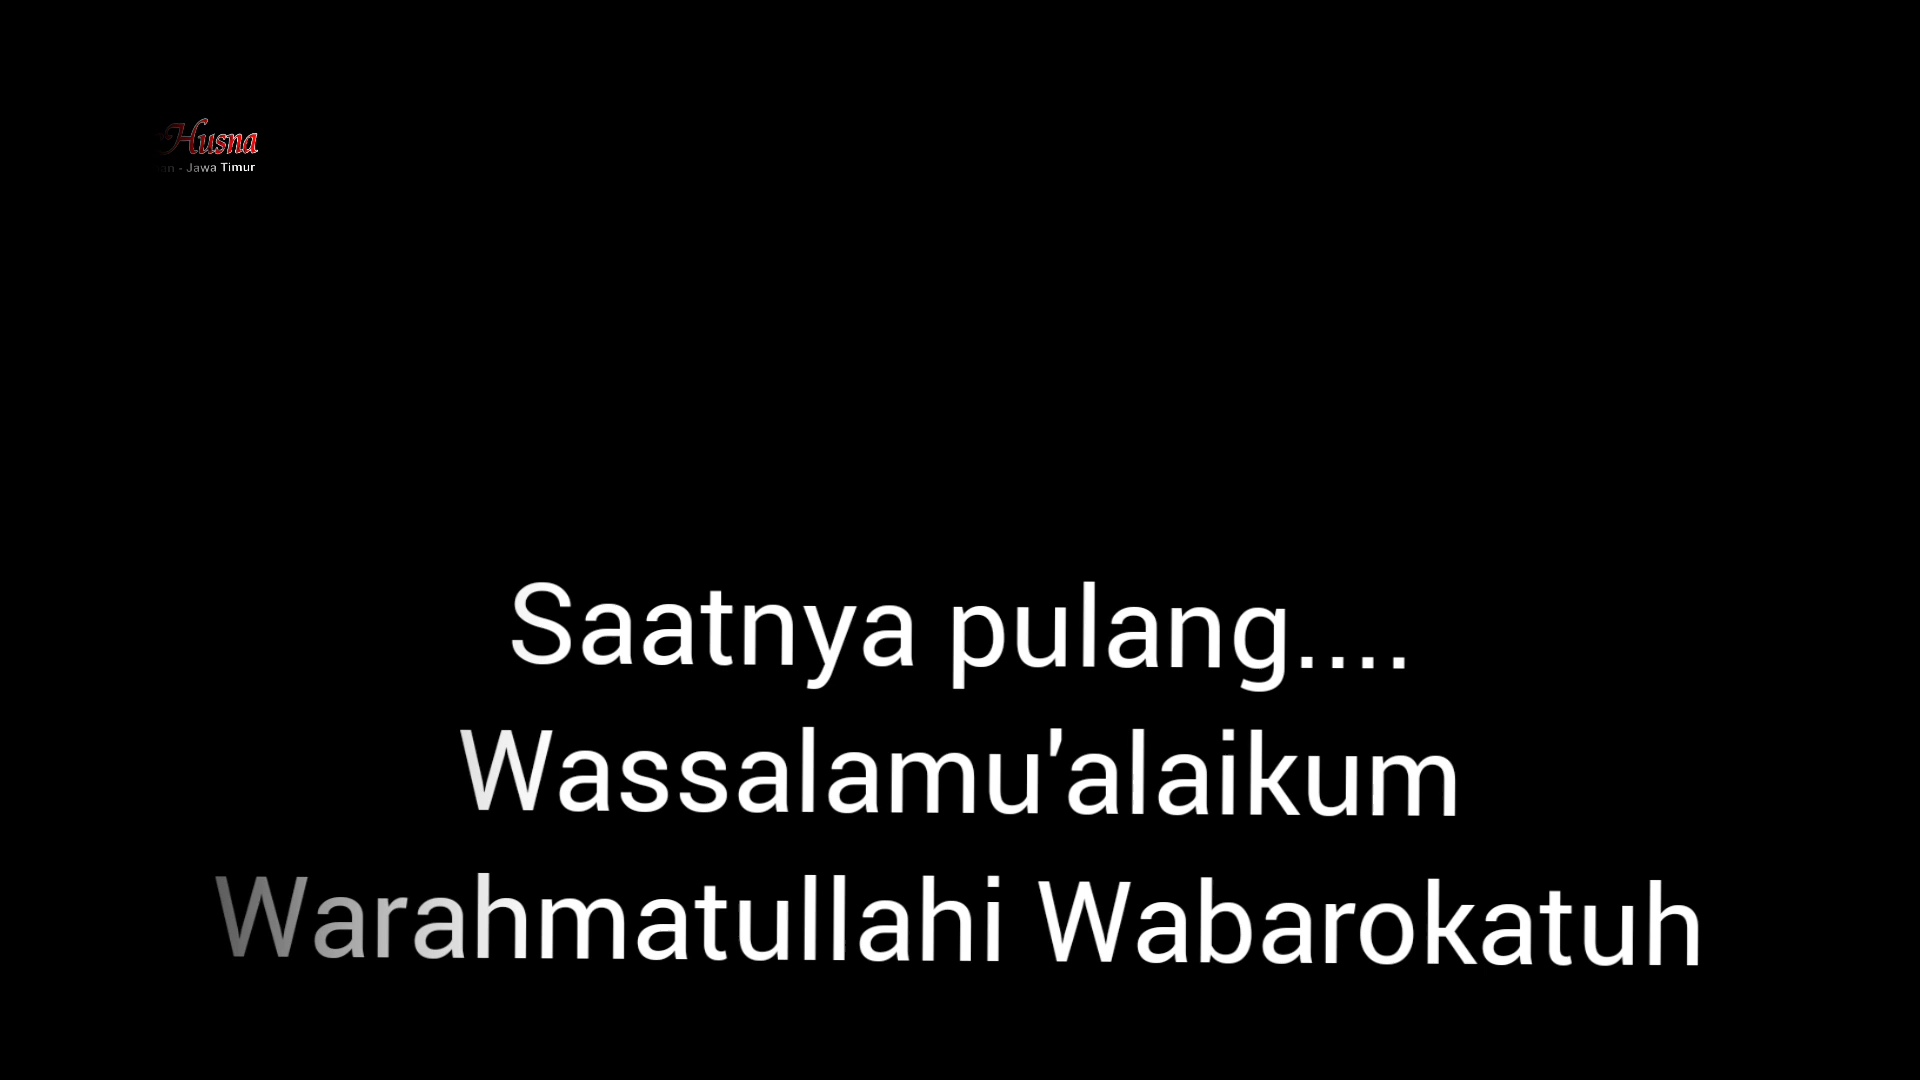 Husna
- Jawa Timur
Saatnya pulang....
Wassalamu'alaikum
Warahmatullahi Wabarokatuh